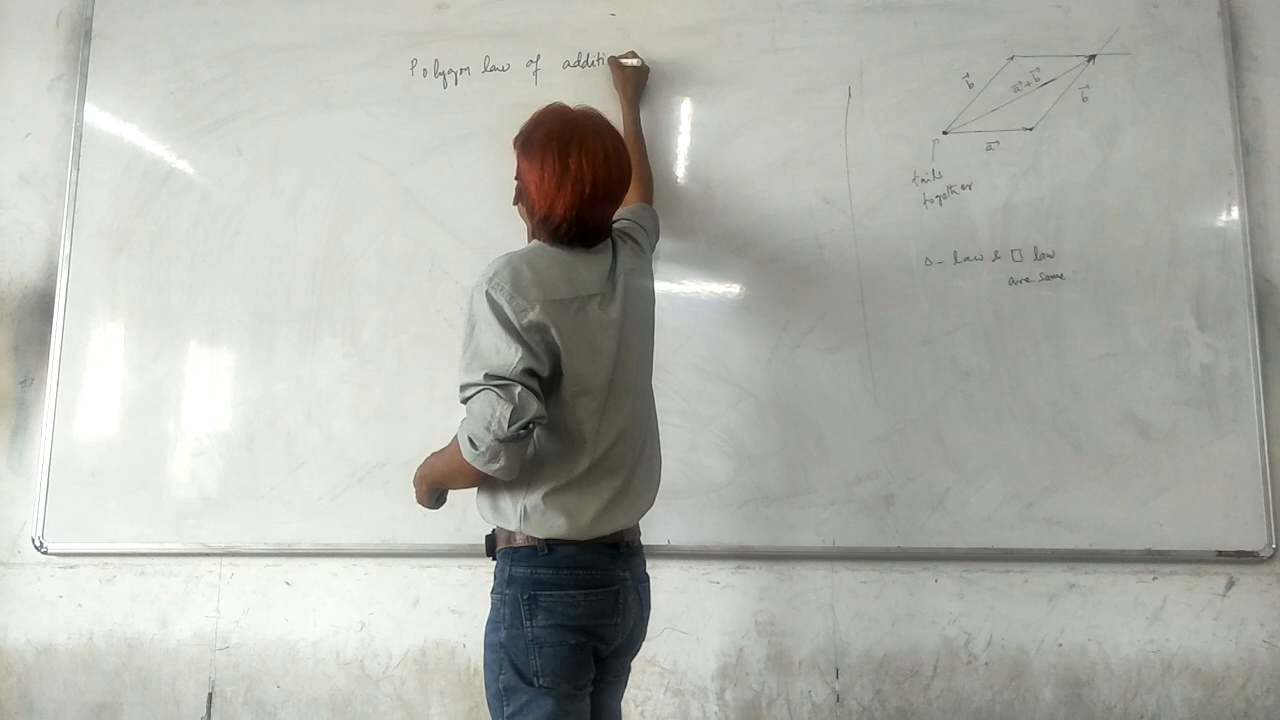 Polygon law of additi
b⃗
a⃗+b⃗
b⃗
a⃗
tails
together
Δ - law & □ law
are same